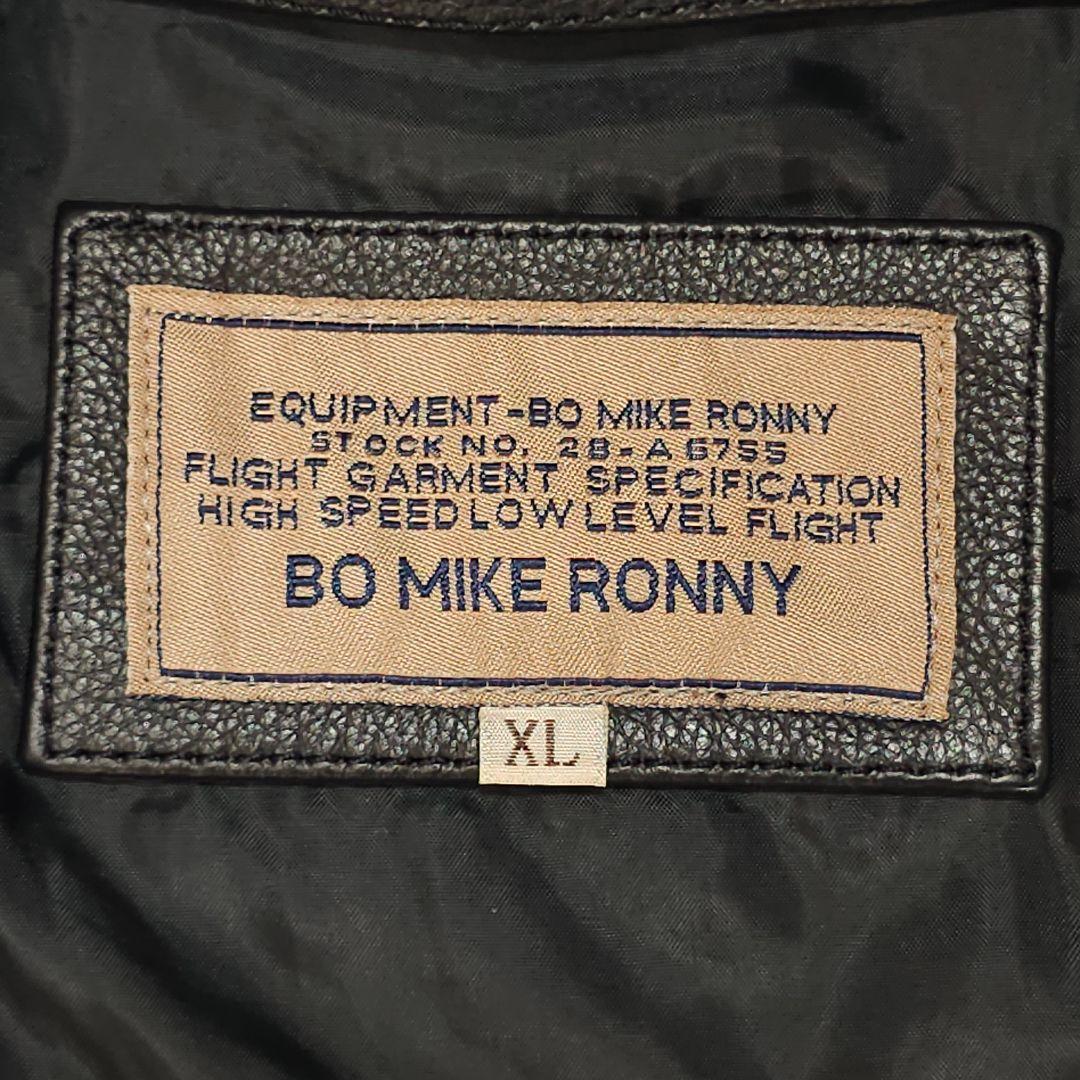 EQUIPMENT-BO MIKE RONNY
STOCK NO. 28-A6755
FLIGHT GARMENT SPECIFICATION
HIGH SPEED LOW LEVEL FLIGHT
BO MIKE RONNY
XL